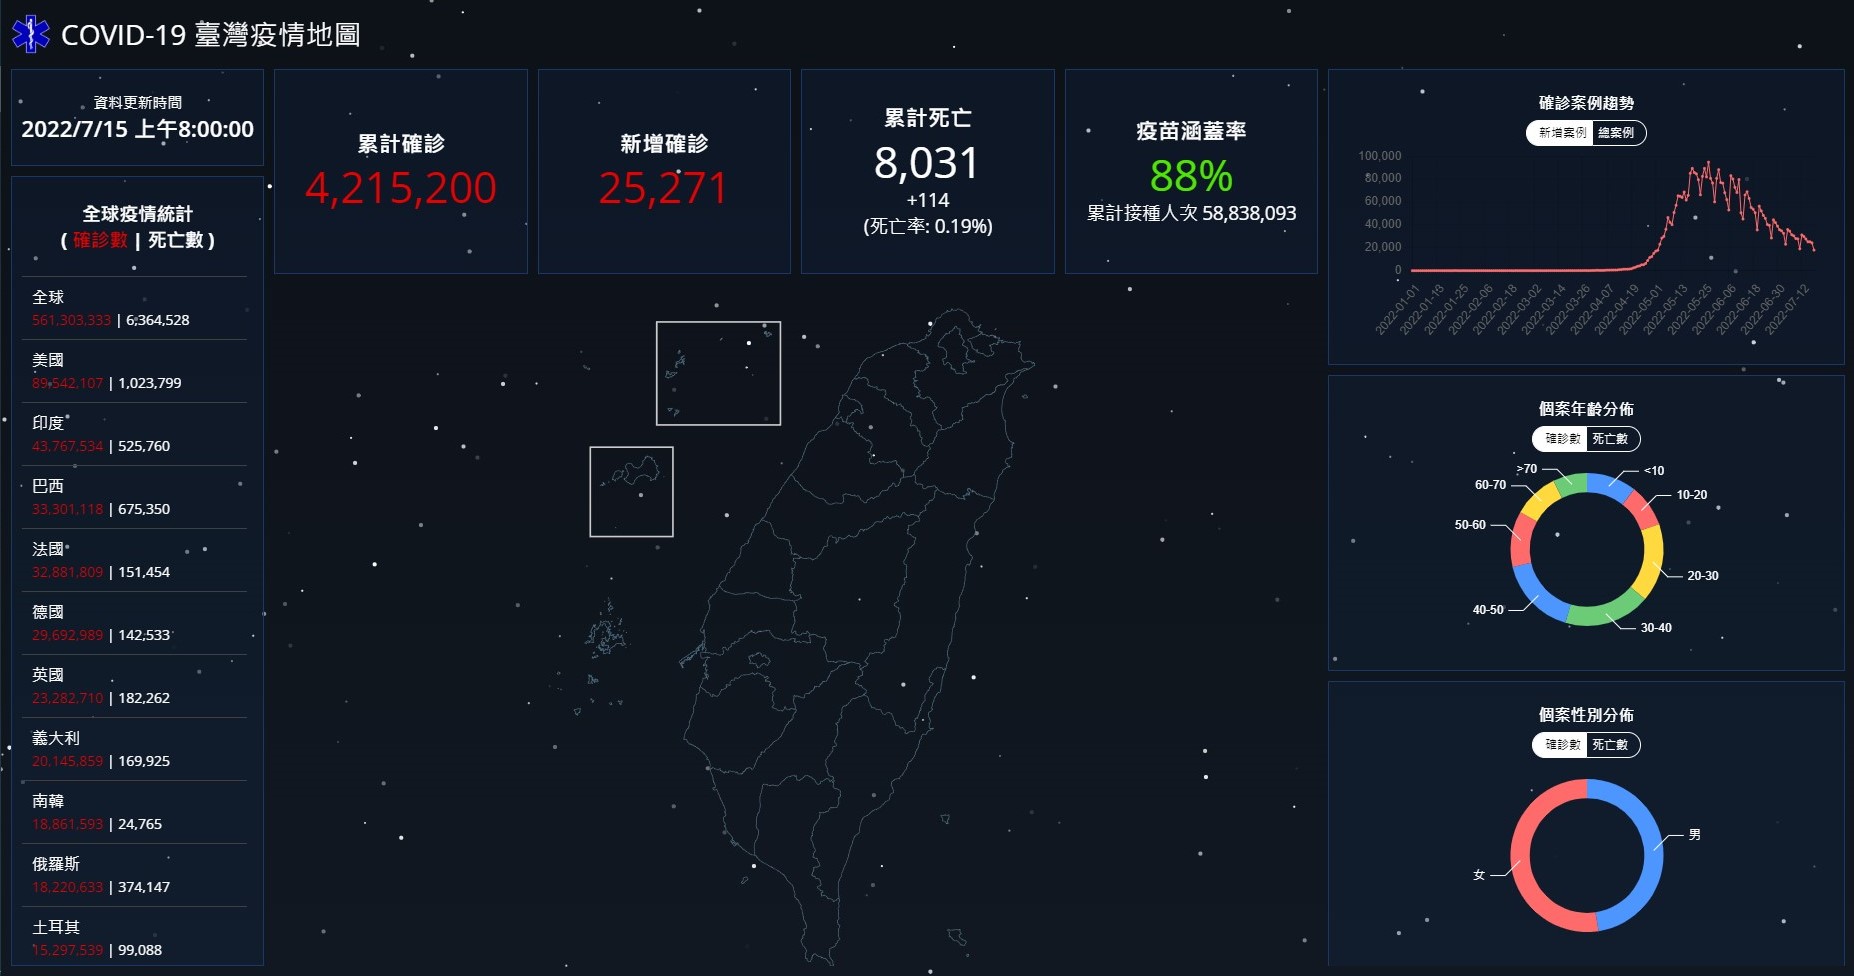 COVID-19 臺灣疫情地圖
資料更新時間
2022/7/15 上午8:00:00
全球疫情統計
( 確診數 | 死亡數 )
全球
561,303,333 | 6,364,528
美國
89,542,107 | 1,023,799
印度
43,767,534 | 525,760
巴西
33,301,118 | 675,350
法國
32,881,809 | 151,454
德國
29,692,989 | 142,533
英國
23,282,710 | 182,262
義大利
20,145,859 | 169,925
南韓
18,861,593 | 24,765
俄羅斯
18,220,633 | 374,147
土耳其
15,297,539 | 99,088
累計確診
4,215,200
新增確診
25,271
累計死亡
8,031
+114
(死亡率: 0.19%)
疫苗涵蓋率
88%
累計接種人次 58,838,093
確診案例趨勢
新增案例 總案例
100,000
80,000
60,000
40,000
20,000
0
2022-01-01
2022-01-13
2022-01-25
2022-02-06
2022-02-18
2022-03-02
2022-03-14
2022-03-26
2022-04-07
2022-04-19
2022-05-01
2022-05-13
2022-05-25
2022-06-06
2022-06-18
2022-06-30
2022-07-12
個案年齡分佈
確診數 死亡數
>70
<10
60-70
10-20
50-60
20-30
40-50
30-40
個案性別分佈
確診數 死亡數
男
女